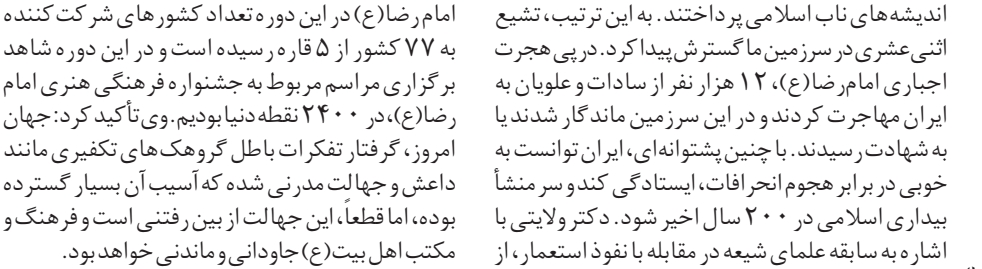 اندیشه‌های ناب اسلامی پرداختند. به این ترتیب، تشیع
اثنی‌عشری در سرزمین ما گسترش پیدا کرد. در پی هجرت
اجباری امام‌رضا(ع)، ۱۲ هزار نفر از سادات و علویان به
ایران مهاجرت کردند و در این سرزمین ماندگار شدند یا
به شهادت رسیدند. با چنین پشتوانه‌ای، ایران توانست به
خوبی در برابر هجوم انحرافات، ایستادگی کند و سر منشأ
بیداری اسلامی در ۲۰۰ سال اخیر شود. دکتر ولایتی با
اشاره به سابقه علمای شیعه در مقابله با نفوذ استعمار، از
امام رضا(ع) در این دوره تعداد کشورهای شرکت کننده
به ۷۷ کشور از ۵ قاره رسیده است و در این دوره شاهد
برگزاری مراسم مربوط به جشنواره فرهنگی هنری امام
رضا(ع)،در ۲۴۰۰ نقطه دنیا بودیم. وی تأکید کرد: جهان
امروز، گرفتار تفکرات باطل گروهک‌های تکفیری مانند
داعش و جهالت مدرنی شده که آسیب آن بسیار گسترده
بوده، اما قطعاً، این جهالت از بین رفتنی است و فرهنگ و
مکتب اهل بیت(ع) جاودانی و ماندنی خواهد بود.